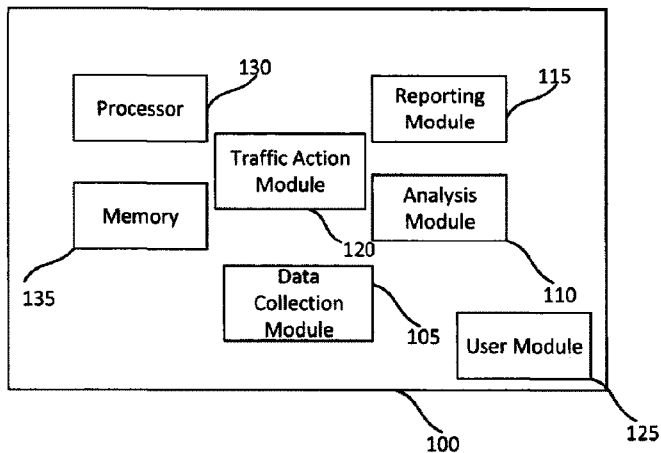 130
115
Processor
Reporting
Module
Traffic Action
Module
Memory
Analysis
Module
120
135
110
Data
Collection
Module
105
User Module
100
125